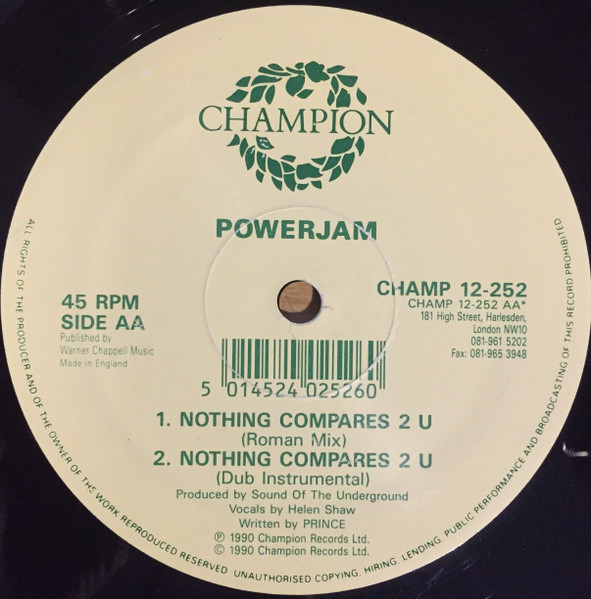 CHAMPION
POWERJAM
45 RPM
SIDE AA
Published by
Warner Chappell Music
Made in England
CHAMP 12-252
CHAMP 12-252 AA*
181 High Street, Harlesden,
London NW10
081-961 5202
Fax: 081-965 3948
5 014524 025260
1. NOTHING COMPARES 2 U
(Roman Mix)
2. NOTHING COMPARES 2 U
(Dub Instrumental)
Produced by Sound Of The Underground
Vocals by Helen Shaw
Written by PRINCE
℗ 1990 Champion Records Ltd.
© 1990 Champion Records Ltd.
ALL RIGHTS OF THE PRODUCER AND OF THE OWNER OF THE WORK REPRODUCED RESERVED UNAUTHORISED COPYING, HIRING, LENDING, PUBLIC PERFORMANCE AND BROADCASTING OF THIS RECORD PROHIBITED